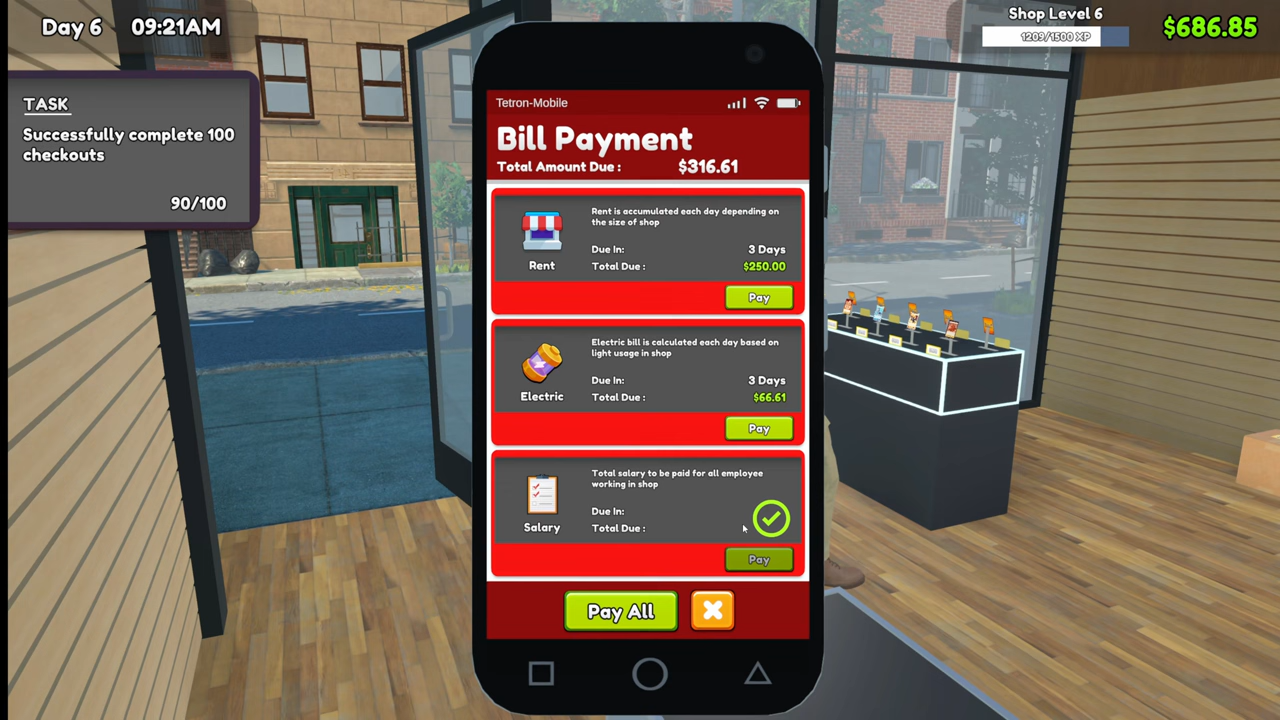 Day 6 09:21AM
Shop Level 6
1209/1500 XP
$686.85
TASK
Successfully complete 100
checkouts
90/100
Tetron-Mobile
Bill Payment
Total Amount Due : $316.61
Rent is accumulated each day depending on
the size of shop
Due In: 3 Days
Total Due : $250.00
Rent
Pay
Electric bill is calculated each day based on
light usage in shop
Due In: 3 Days
Total Due : $66.61
Electric
Pay
Total salary to be paid for all employee
working in shop
Due In:
Total Due :
Salary
Pay
Pay All